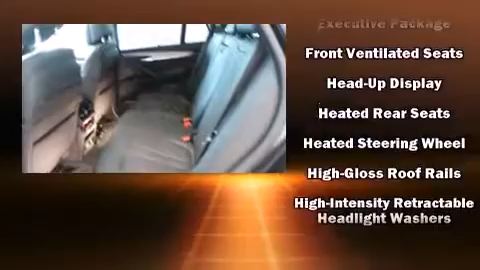 Executive Package
Front Ventilated Seats
Head-Up Display
Heated Rear Seats
Heated Steering Wheel
High-Gloss Roof Rails
High-Intensity Retractable
Headlight Washers